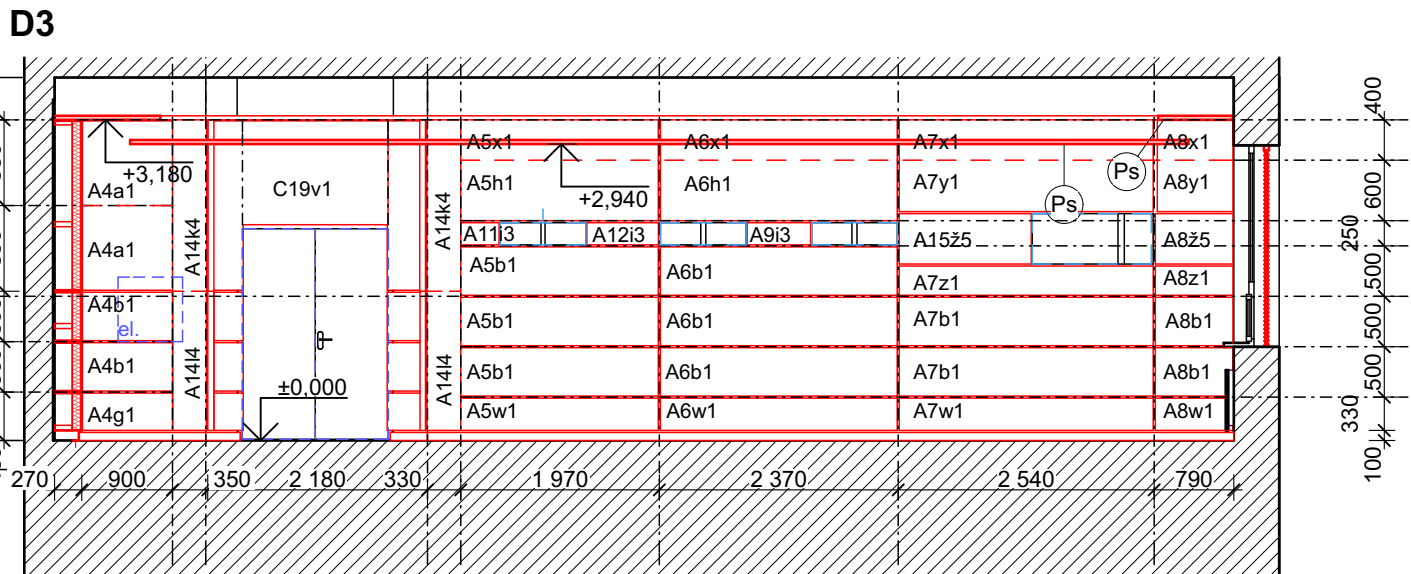 D3
400
A5x1 A6x1 A7x1 A8x1
+3,180
Ps
A4a1 C19v1 A5h1 A6h1 A7y1 A8y1
+2,940
Ps
600
A14k4 A14k4
A11i3 A12i3 A9i3 A15ž5 A8ž5
250
A4a1
A5b1 A6b1 A7z1 A8z1
500
A4b1
el.
A5b1 A6b1 A7b1 A8b1
500
A4b1 A14l4 A14l4 A5b1 A6b1 A7b1 A8b1
500
±0,000
A4g1 A5w1 A6w1 A7w1 A8w1
330
100
270 900 350 2 180 330 1 970 2 370 2 540 790